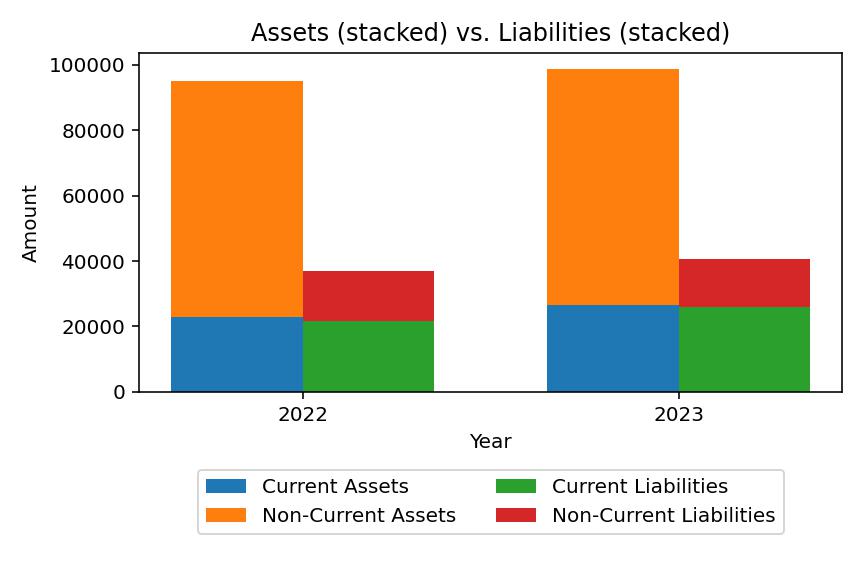 Assets (stacked) vs. Liabilities (stacked)
100000
80000
60000
40000
20000
0
Amount
2022
2023
Year
Current Assets
Non-Current Assets
Current Liabilities
Non-Current Liabilities